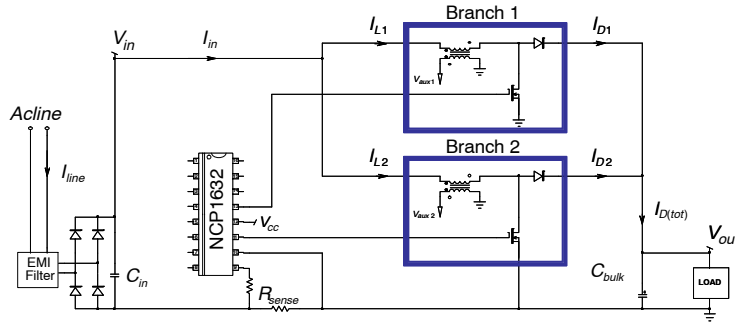 Branch 1
V_in
I_in
I_L1
I_D1
V_aux1
Acline
I_line
NCP1632
V_cc
Branch 2
I_L2
I_D2
V_aux 2
I_D(tot)
V_ou
EMI
Filter
C_in
R_sense
C_bulk
LOAD